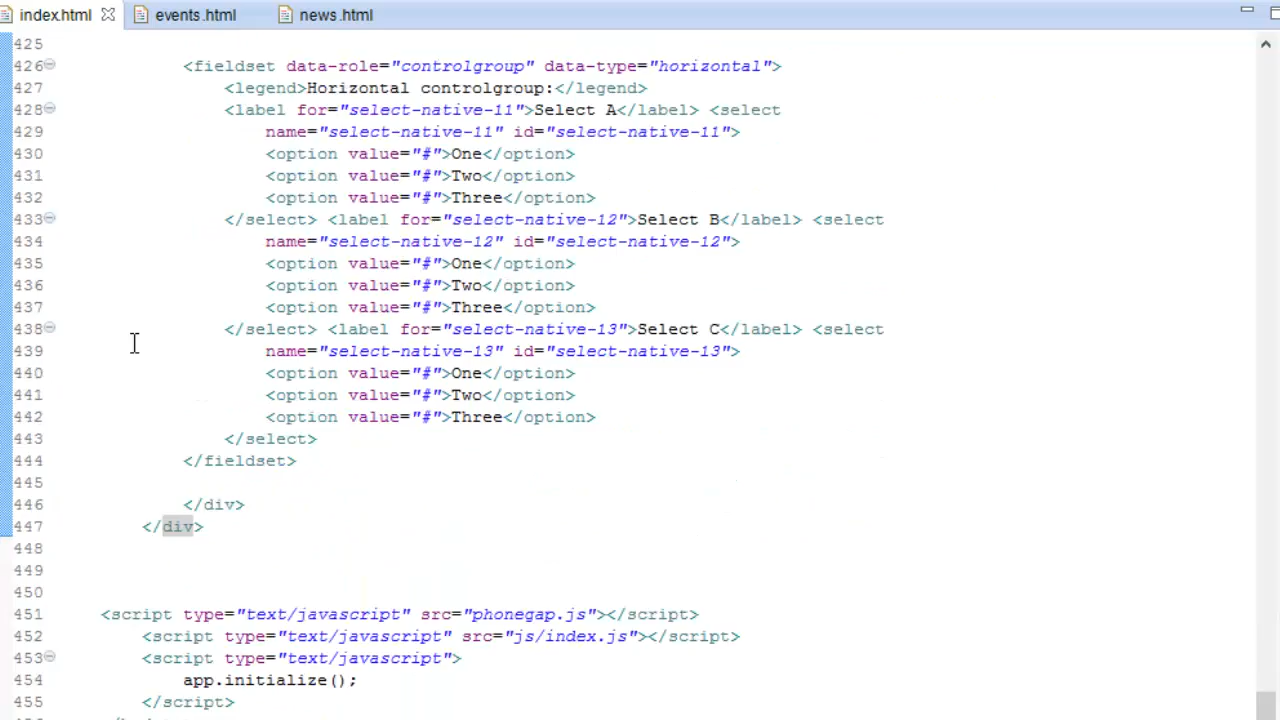 index.html events.html news.html
425
426 <fieldset data-role="controlgroup" data-type="horizontal">
427 <legend>Horizontal controlgroup:</legend>
428 <label for="select-native-11">Select A</label> <select
429 name="select-native-11" id="select-native-11">
430 <option value="#">One</option>
431 <option value="#">Two</option>
432 <option value="#">Three</option>
433 </select> <label for="select-native-12">Select B</label> <select
434 name="select-native-12" id="select-native-12">
435 <option value="#">One</option>
436 <option value="#">Two</option>
437 <option value="#">Three</option>
438 </select> <label for="select-native-13">Select C</label> <select
439 name="select-native-13" id="select-native-13">
440 <option value="#">One</option>
441 <option value="#">Two</option>
442 <option value="#">Three</option>
443 </select>
444 </fieldset>
445
446 </div>
447 </div>
448
449
450
451 <script type="text/javascript" src="phonegap.js"></script>
452 <script type="text/javascript" src="js/index.js"></script>
453 <script type="text/javascript">
454 app.initialize();
455 </script>